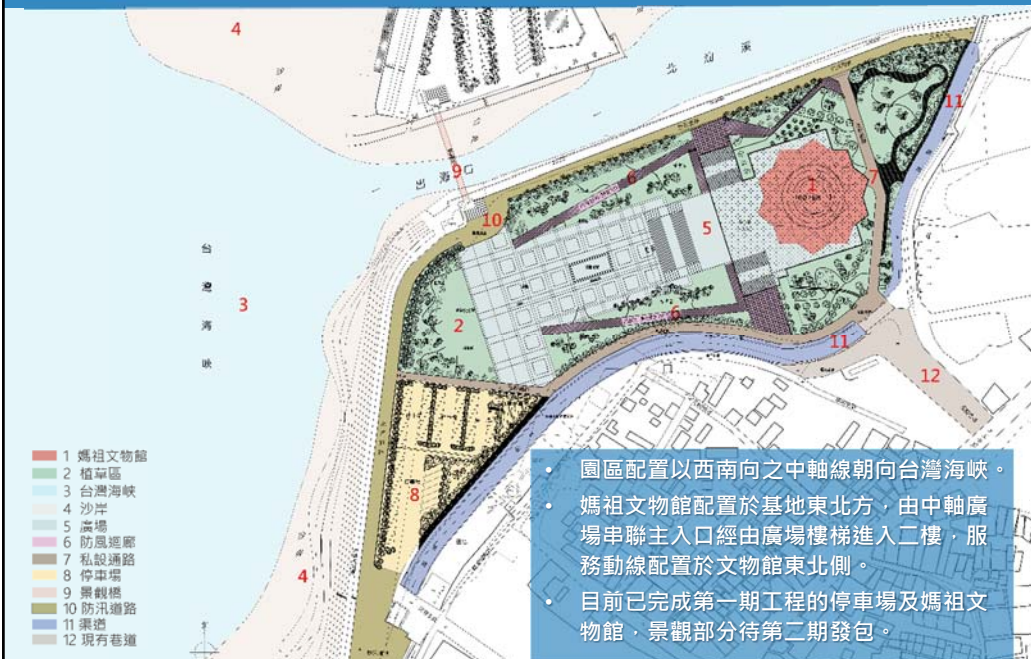 4
北
溪
11
9
出海口
6
1
7
10
5
台
灣
海
峽
3
2
6
11
12
8
4
1 媽祖文物館
2 植草區
3 台灣海峽
4 沙岸
5 廣場
6 防風迴廊
7 私設通路
8 停車場
9 景觀橋
10 防汛道路
11 渠道
12 現有巷道
• 園區配置以西南向之中軸線朝向台灣海峽。
• 媽祖文物館配置於基地東北方，由中軸廣
場串聯主入口經由廣場樓梯進入二樓，服
務動線配置於文物館東北側。
• 目前已完成第一期工程的停車場及媽祖文
物館，景觀部分待第二期發包。